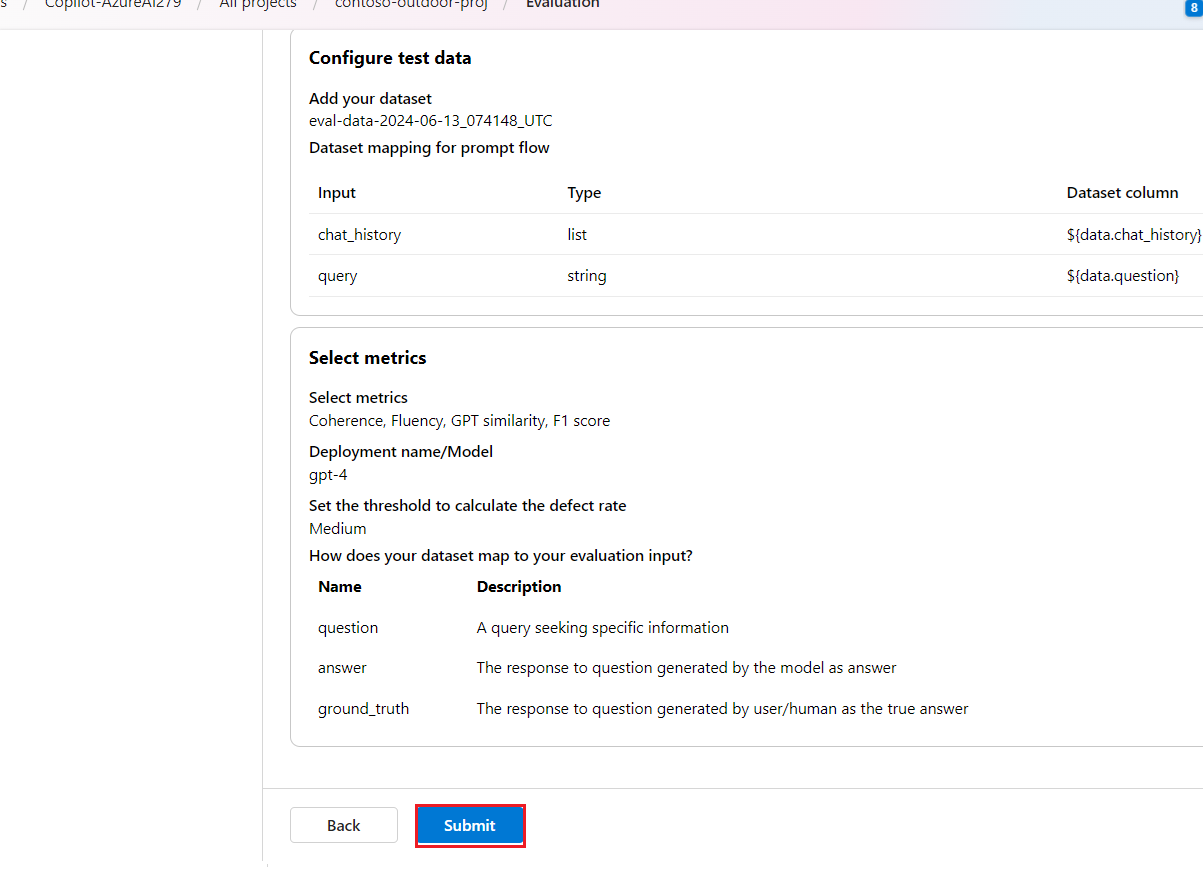 s / Copilot-AzureAI279 / All projects / contoso-outdoor-proj / Evaluation
8
Configure test data
Add your dataset
eval-data-2024-06-13_074148_UTC
Dataset mapping for prompt flow
Input Type Dataset column
chat_history list ${data.chat_history}
query string ${data.question}
Select metrics
Select metrics
Coherence, Fluency, GPT similarity, F1 score
Deployment name/Model
gpt-4
Set the threshold to calculate the defect rate
Medium
How does your dataset map to your evaluation input?
Name Description
question A query seeking specific information
answer The response to question generated by the model as answer
ground_truth The response to question generated by user/human as the true answer
Back Submit